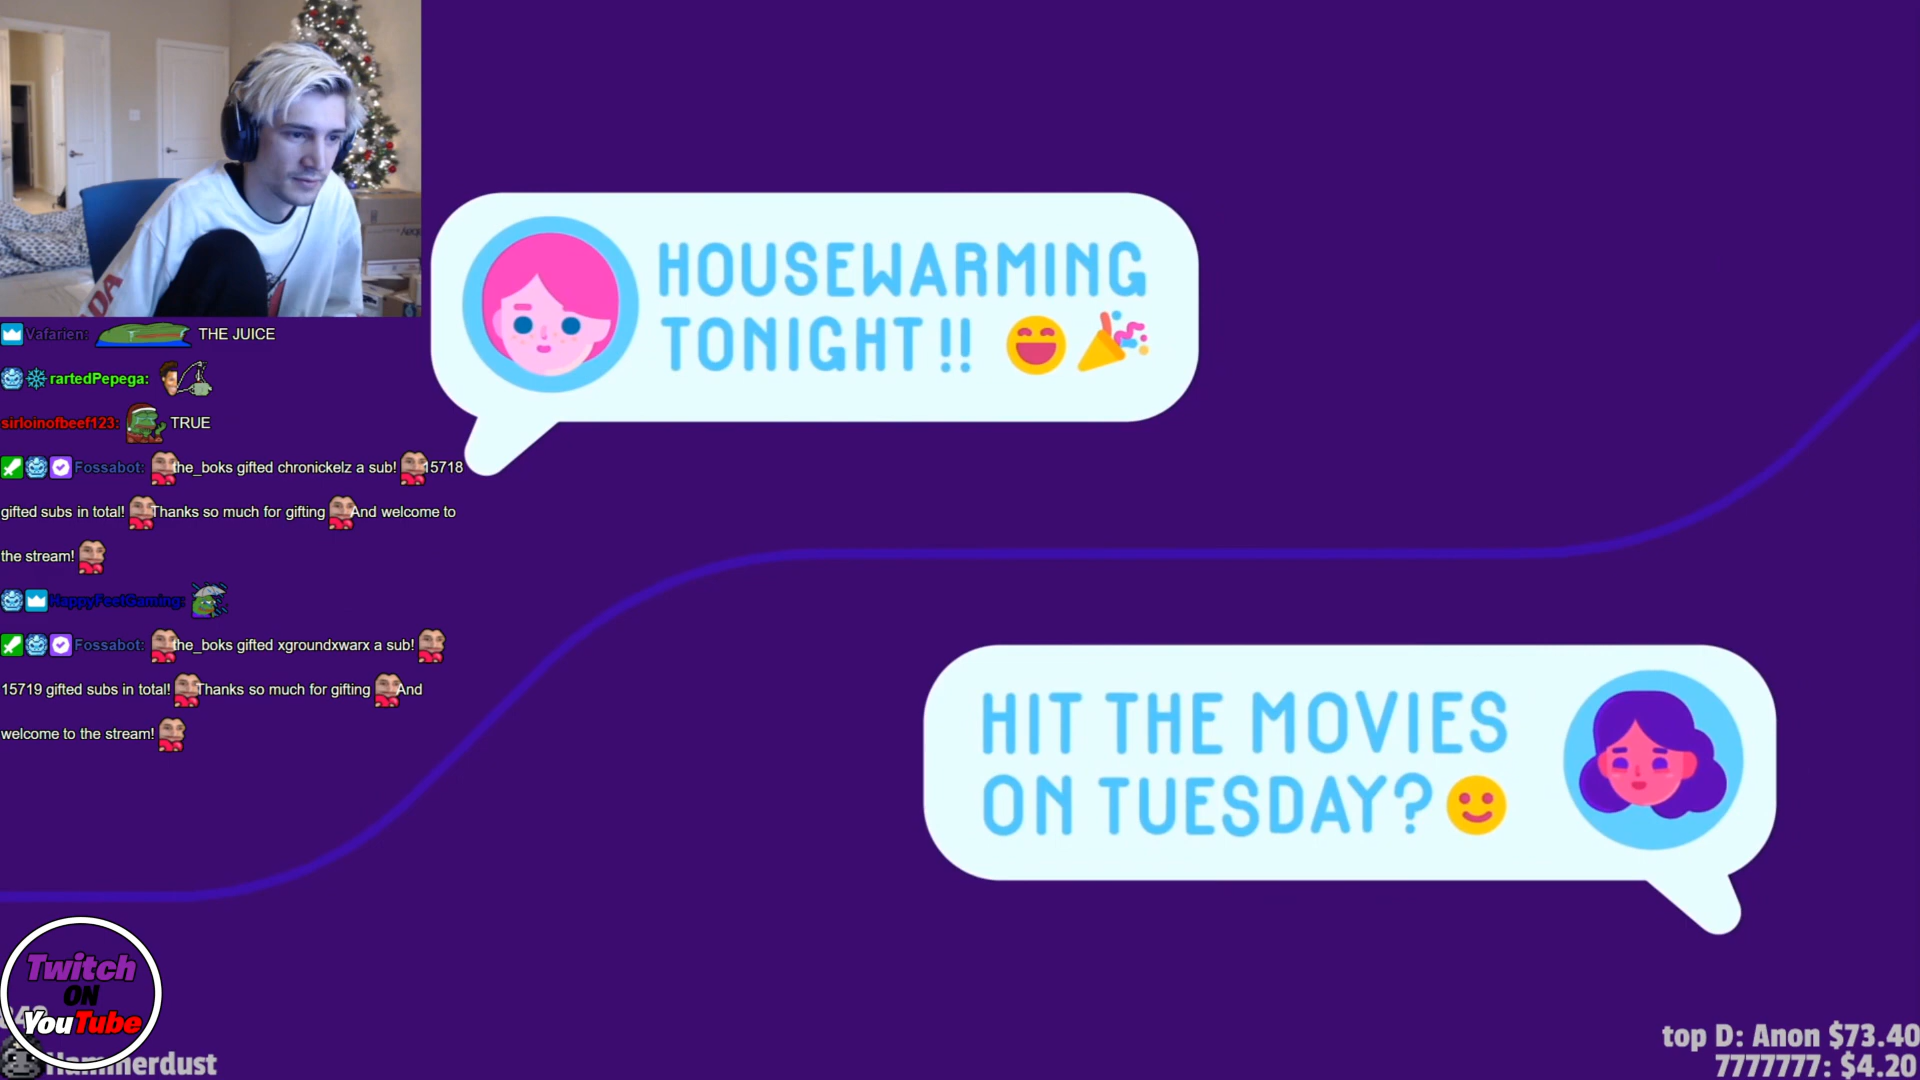 HOUSEWARMING
TONIGHT!!
HIT THE MOVIES
ON TUESDAY?
Vafarien: THE JUICE
rartedPepega:
sirloinofbeef123: TRUE
Fossabot: the_boks gifted chronickelz a sub! 15718
gifted subs in total! Thanks so much for gifting And welcome to
the stream!
HappyFeetGaming:
Fossabot: the_boks gifted xgroundxwarx a sub!
15719 gifted subs in total! Thanks so much for gifting And
welcome to the stream!
Twitch
ON
YouTube
top D: Anon $73.40
7777777: $4.20